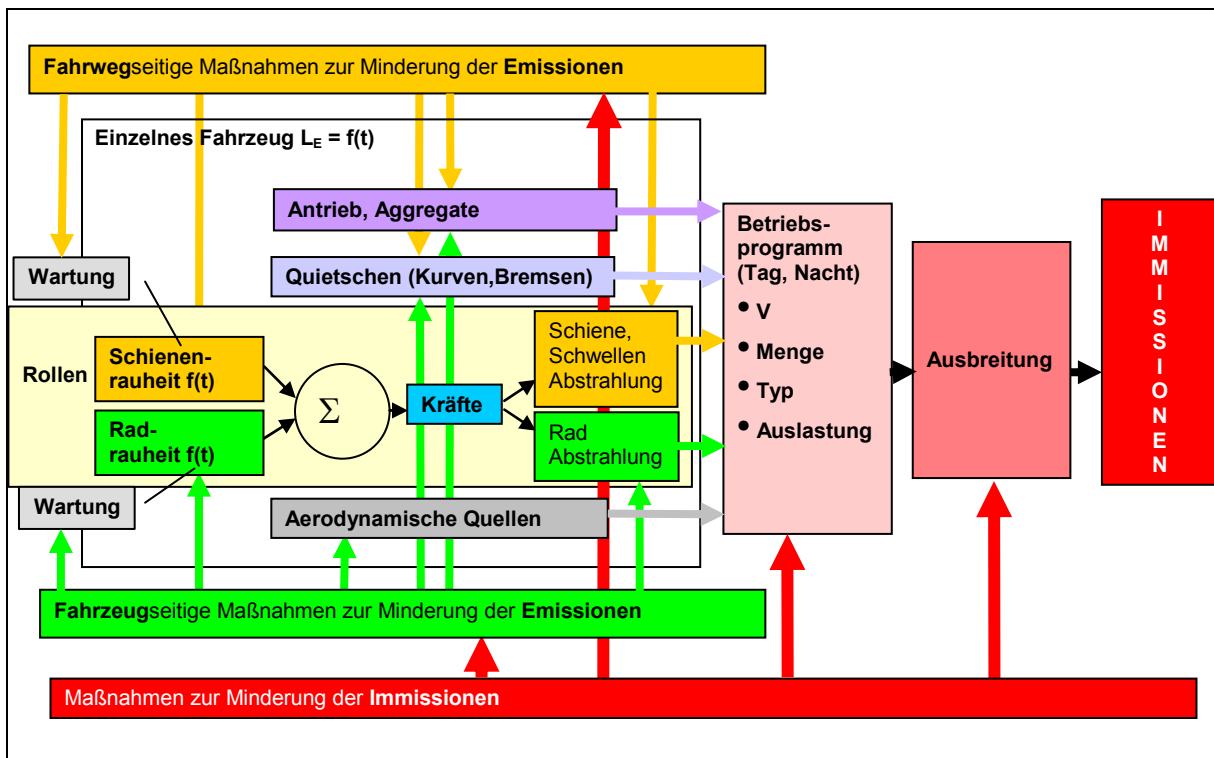 Fahrwegseitige Maßnahmen zur Minderung der Emissionen
Einzelnes Fahrzeug L_E = f(t)
Antrieb, Aggregate
Quietschen (Kurven,Bremsen)
Wartung
Rollen
Schienen-
rauheit f(t)
Rad-
rauheit f(t)
Σ
Kräfte
Schiene,
Schwellen
Abstrahlung
Rad
Abstrahlung
Wartung
Aerodynamische Quellen
Betriebs-
programm
(Tag, Nacht)
• V
• Menge
• Typ
• Auslastung
Ausbreitung
IMMISSIONEN
Fahrzeugseitige Maßnahmen zur Minderung der Emissionen
Maßnahmen zur Minderung der Immissionen